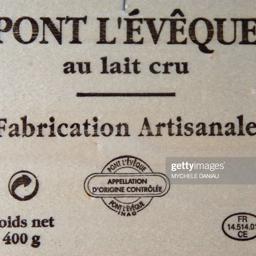 PONT L'ÉVÊQUE
au lait cru
Fabrication Artisanale
gettyimages
MYCHELE DANIAU
PONT L'ÉVÊQUE
APPELLATION
D'ORIGINE CONTRÔLÉE
PONT L'ÉVÊQUE
INAO
oids net
400 g
FR
14.514.0
CE